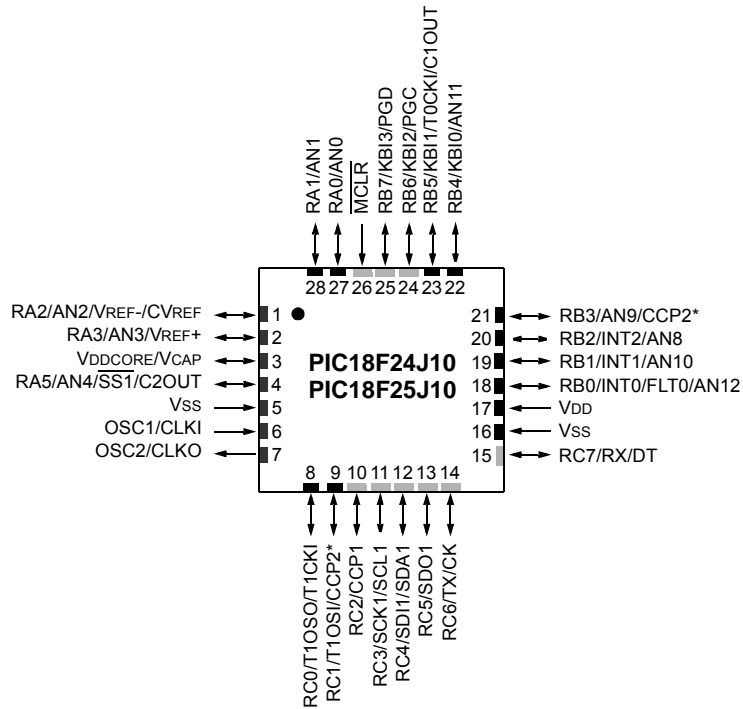 RA1/AN1
RA0/AN0
MCLR
RB7/KBI3/PGD
RB6/KBI2/PGC
RB5/KBI1/T0CKI/C1OUT
RB4/KBI0/AN11
28 27 26 25 24 23 22
RA2/AN2/VREF-/CVREF
RA3/AN3/VREF+
VDDCORE/VCAP
RA5/AN4/SS1/C2OUT
VSS
OSC1/CLKI
OSC2/CLKO
1
2
3
4
5
6
7
PIC18F24J10
PIC18F25J10
21
20
19
18
17
16
15
RB3/AN9/CCP2*
RB2/INT2/AN8
RB1/INT1/AN10
RB0/INT0/FLT0/AN12
VDD
VSS
RC7/RX/DT
8 9 10 11 12 13 14
RC0/T1OSO/T1CKI
RC1/T1OSI/CCP2*
RC2/CCP1
RC3/SCK1/SCL1
RC4/SDI1/SDA1
RC5/SDO1
RC6/TX/CK